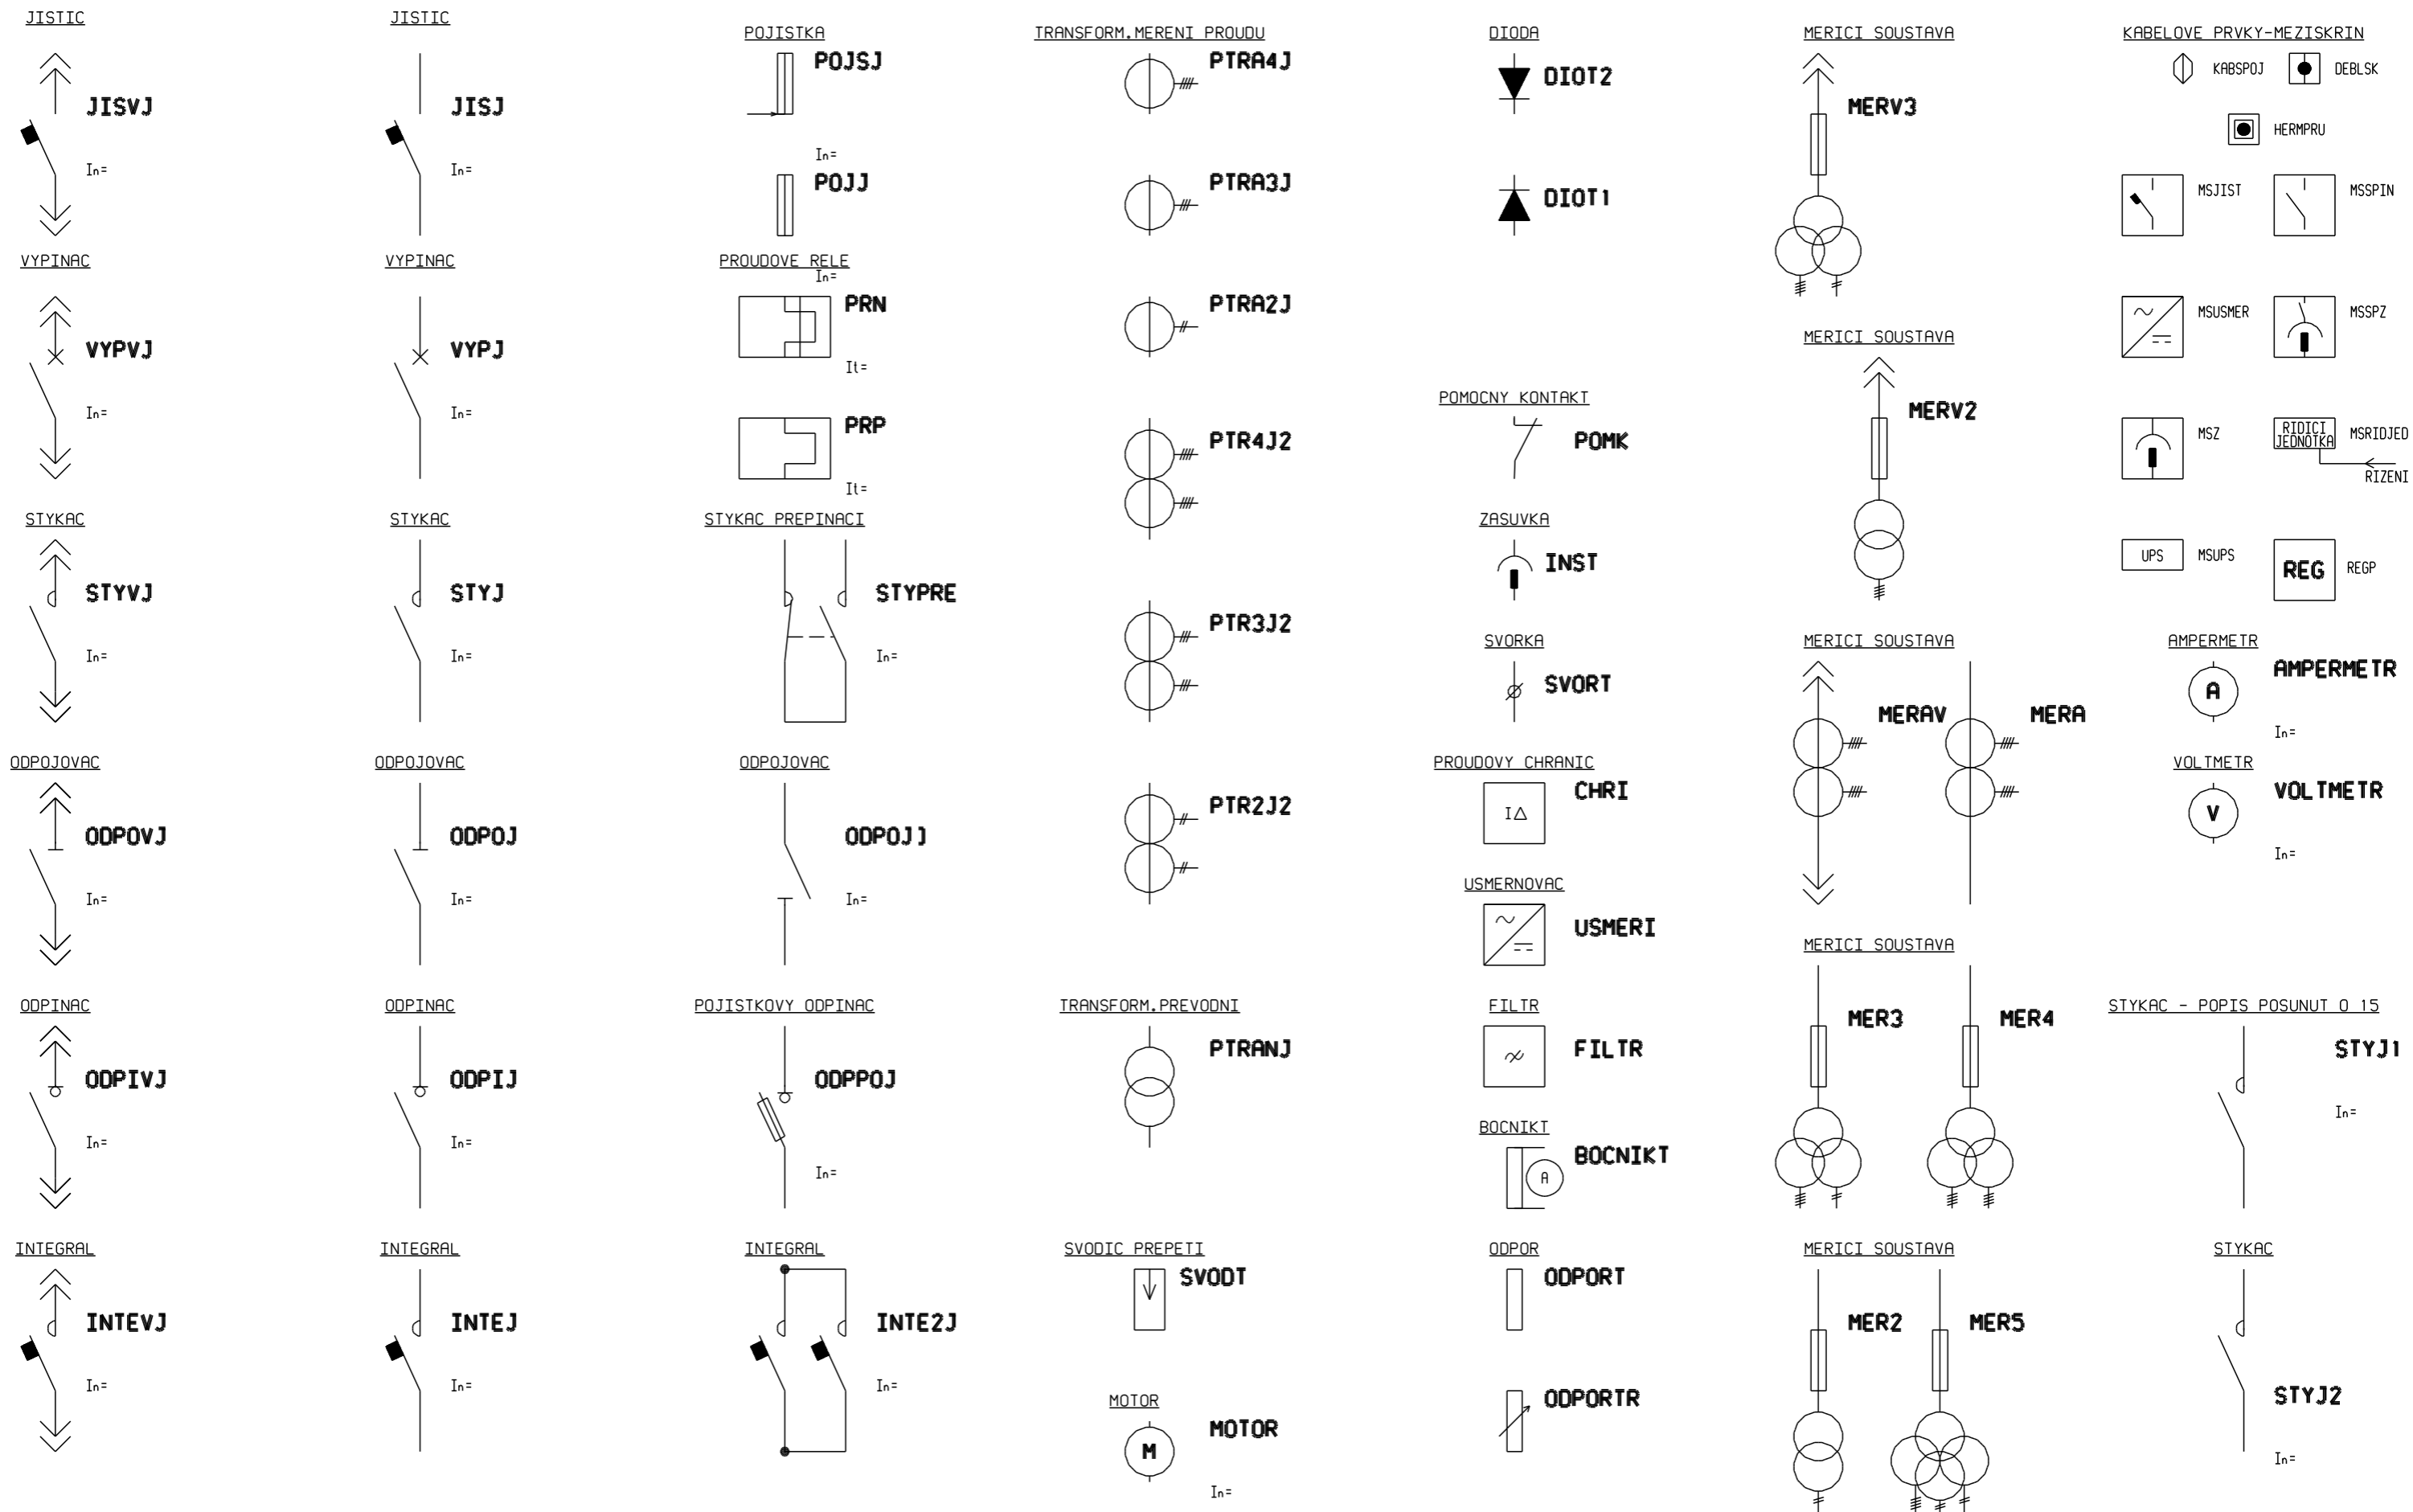 JISTIC
JISVJ
In=
VYPINAC
VYPVJ
In=
STYKAC
STYVJ
In=
ODPOJOVAC
ODPOVJ
In=
ODPINAC
ODPIVJ
In=
INTEGRAL
INTEVJ
In=
JISTIC
JISJ
In=
VYPINAC
VYPJ
In=
STYKAC
STYJ
In=
ODPOJOVAC
ODPOJ
In=
ODPINAC
ODPIJ
In=
INTEGRAL
INTEJ
In=
POJISTKA
POJSJ
In=
POJJ
PROUDOVE RELE
In=
PRN
It=
PRP
It=
STYKAC PREPINACI
STYPRE
In=
ODPOJOVAC
ODPOJ1
In=
POJISTKOVY ODPINAC
ODPPOJ
In=
INTEGRAL
INTE2J
In=
TRANSFORM.MERENI PROUDU
PTRA4J
PTRA3J
PTRA2J
PTR4J2
PTR3J2
PTR2J2
TRANSFORM.PREVODNI
PTRANJ
SVODIC PREPETI
SVODT
MOTOR
MOTOR
M
In=
DIODA
DIOT2
DIOT1
POMOCNY KONTAKT
POMK
ZASUVKA
INST
SVORKA
SVORT
PROUDOVY CHRANIC
CHRI
I△
USMERNOVAC
USMERI
FILTR
FILTR
BOCNIKT
BOCNIKT
A
ODPOR
ODPORT
ODPORTR
MERICI SOUSTAVA
MERV3
MERICI SOUSTAVA
MERV2
MERICI SOUSTAVA
MERAV MERA
MERICI SOUSTAVA
MER3 MER4
MERICI SOUSTAVA
MER2 MER5
KABELOVE PRVKY-MEZISKRIN
KABSPOJ DEBLSK
HERMPRU
MSJIST MSSPIN
MSUSMER MSSPZ
MSZ
RIDICI
JEDNOTKA
MSRIDJED
RIZENI
UPS MSUPS
REG REGP
AMPERMETR
AMPERMETR
A
In=
VOLTMETR
VOLTMETR
V
In=
STYKAC - POPIS POSUNUT O 15
STYJ1
In=
STYKAC
STYJ2
In=